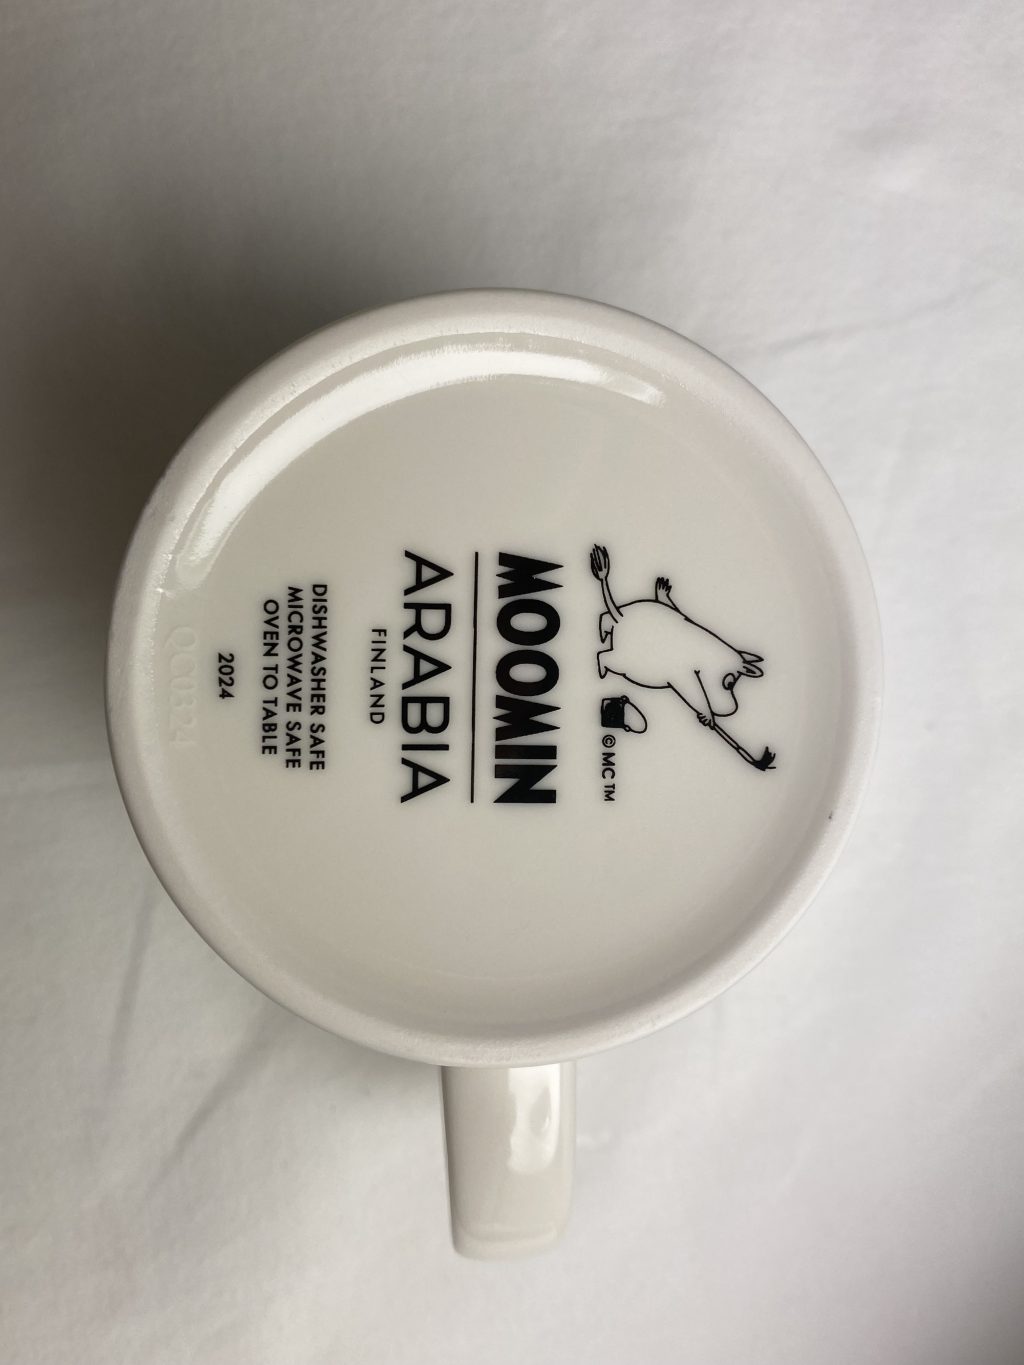 © MC TM
MOOMIN
ARABIA
FINLAND
DISHWASHER SAFE
MICROWAVE SAFE
OVEN TO TABLE
2024